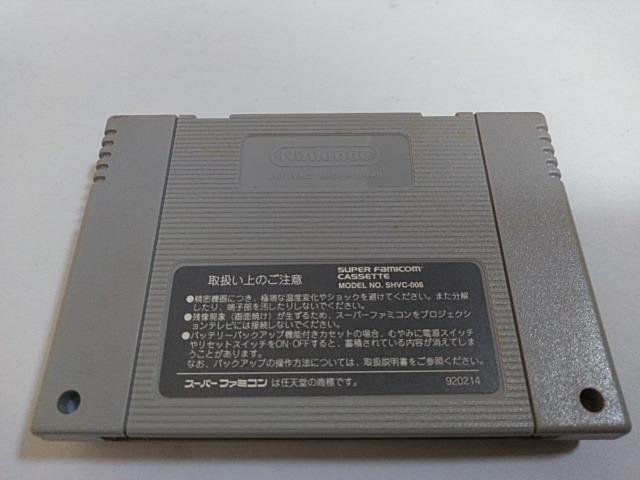 Nintendo
取扱い上のご注意
SUPER FAMICOM
CASSETTE
MODEL NO. SHVC-006
●精密機器につき、極端な温度変化やショックを避けてください。また分解
したり、端子部を汚したりしないでください。
●残像現象（画面焼け）が生ずるため、スーパーファミコンをプロジェク
ションテレビには接続しないでください。
●バッテリーバックアップ機能付きカセットの場合、むやみに電源スイッチ
やリセットスイッチをON・OFFすると、蓄積されている内容が消えてしま
うことがあります。
なお、バックアップの操作方法については、取扱説明書をご参照ください。
スーパーファミコン は任天堂の商標です。
920214